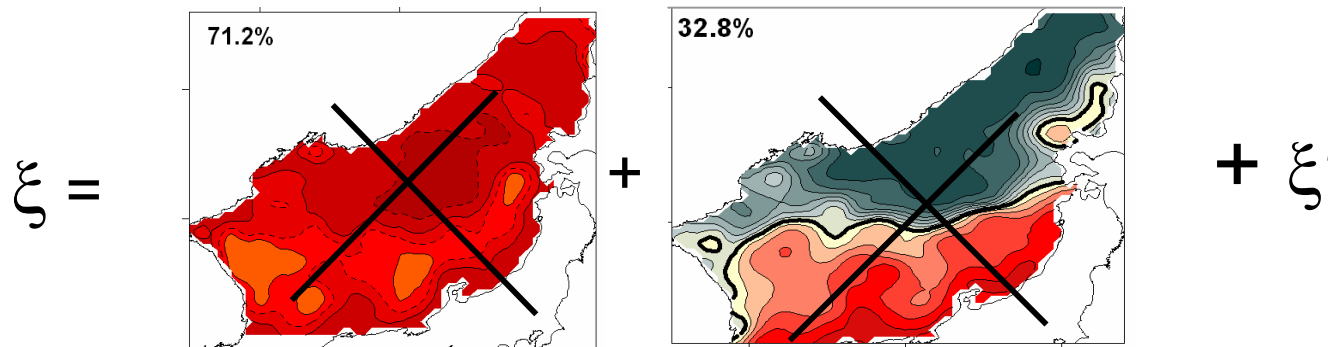 71.2%
32.8%
ξ = + + ξ'